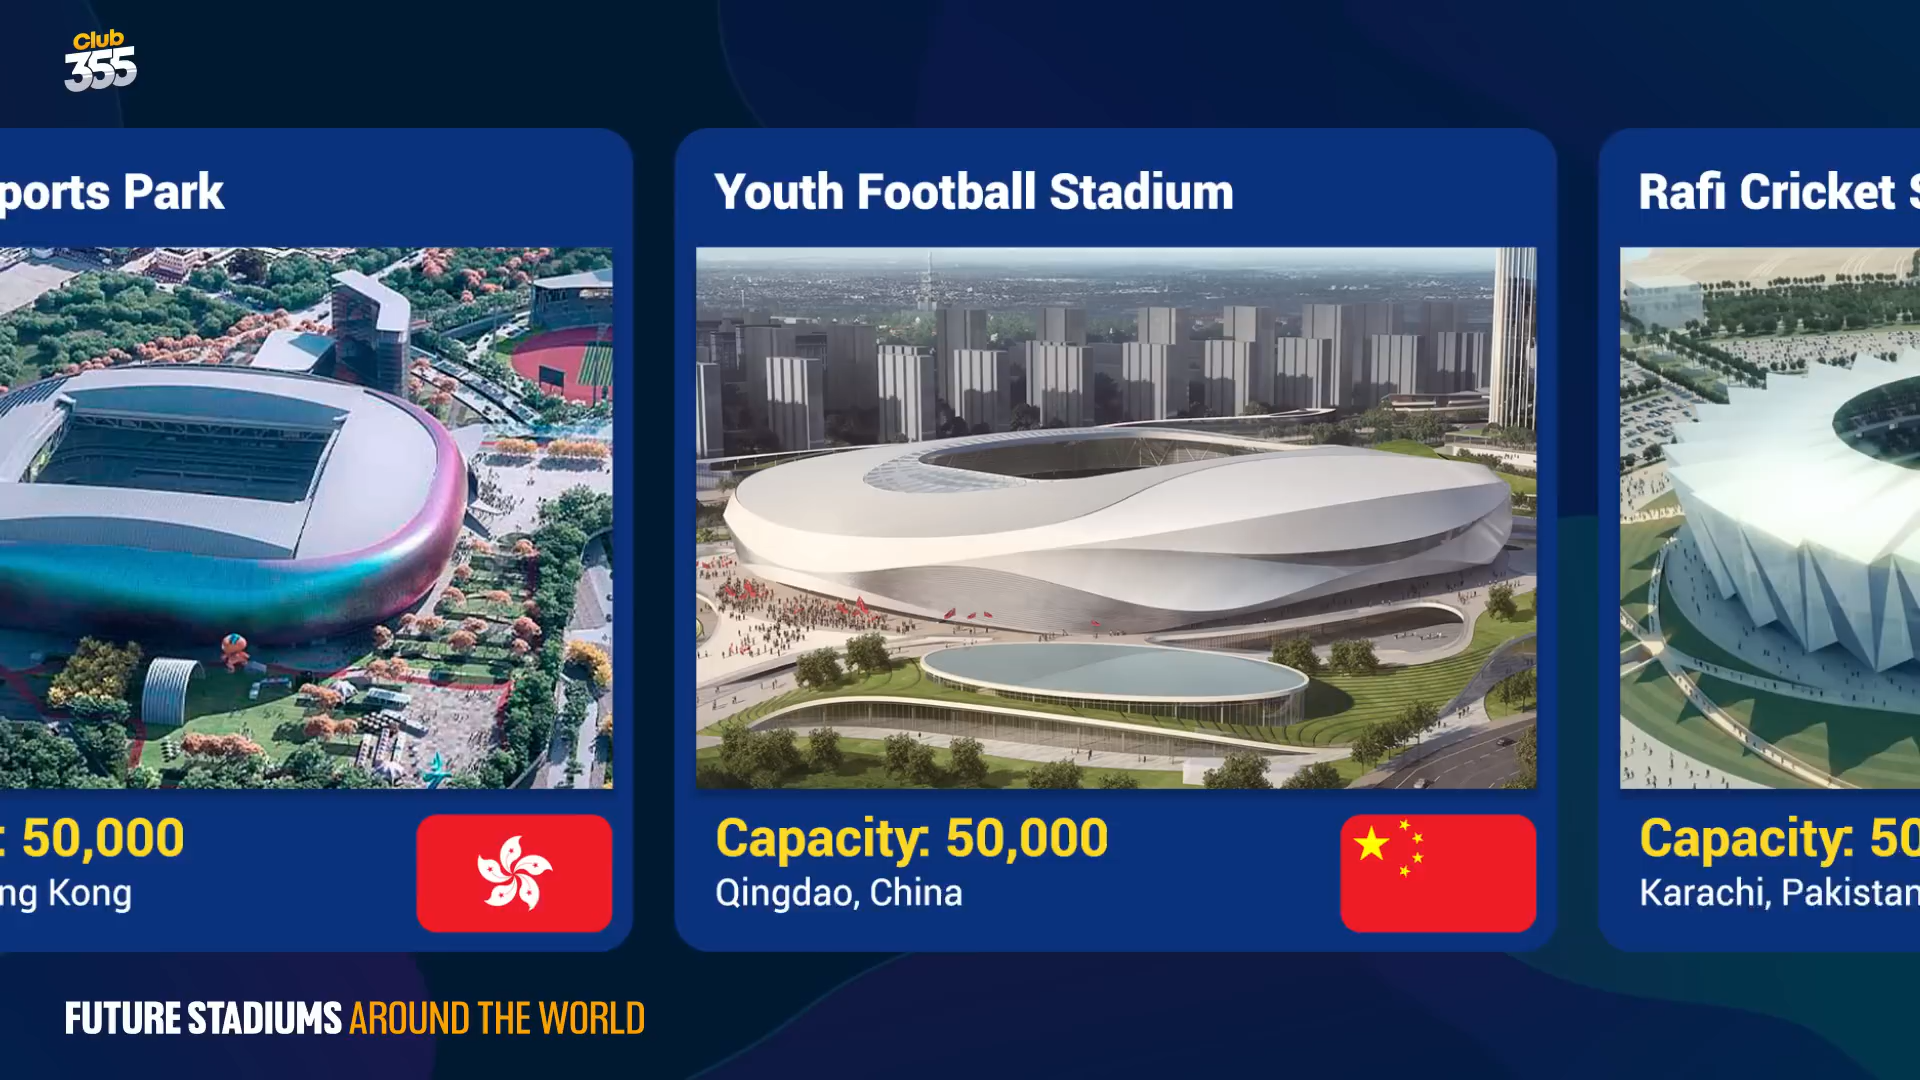 Club
355
ports Park
Youth Football Stadium
Rafi Cricket
: 50,000
ng Kong
Capacity: 50,000
Qingdao, China
Capacity: 50
Karachi, Pakistan
FUTURE STADIUMS AROUND THE WORLD